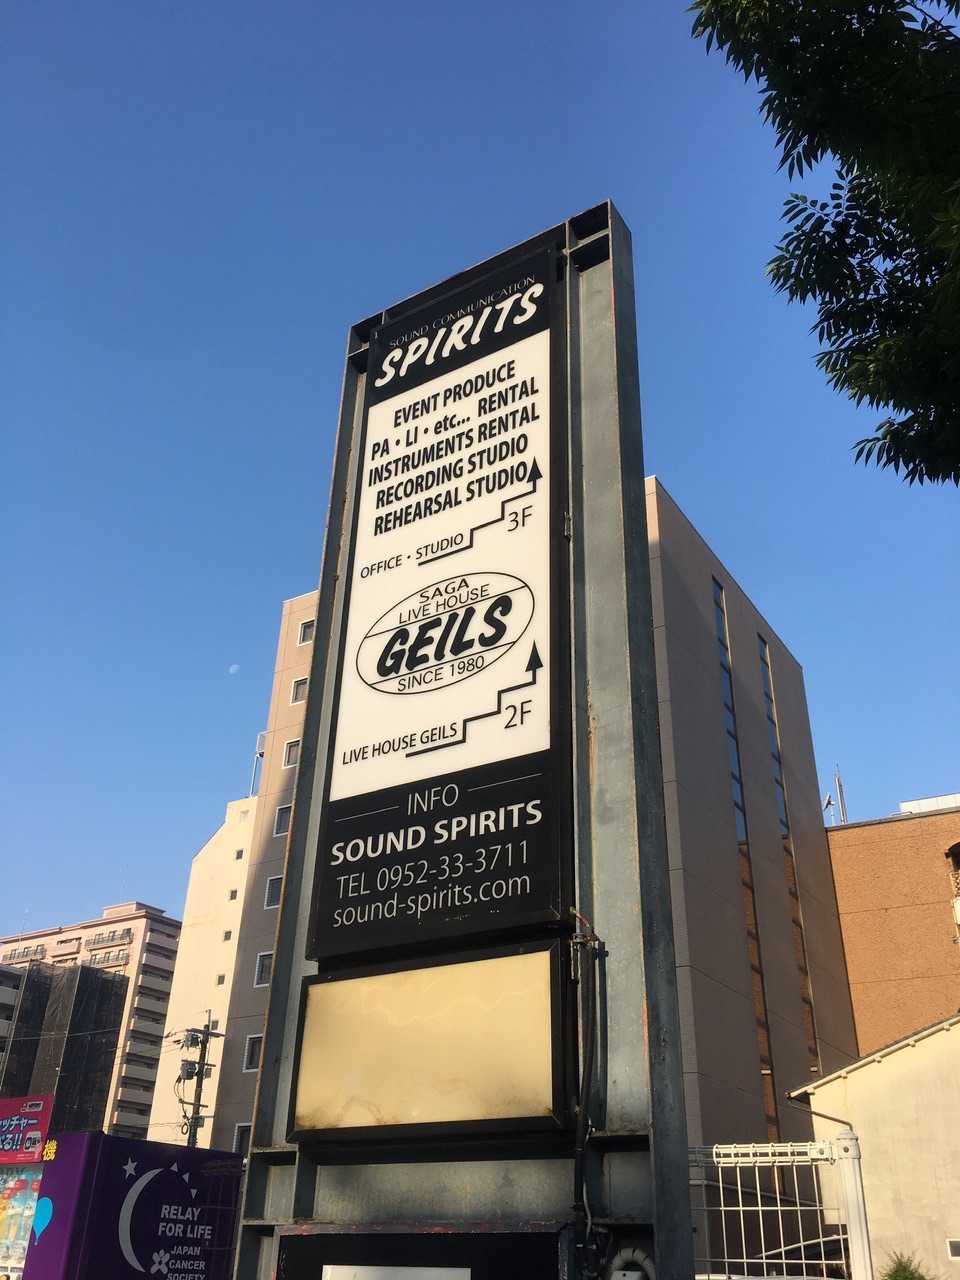 SOUND COMMUNICATION
SPIRITS
EVENT PRODUCE
PA・LI・etc... RENTAL
INSTRUMENTS RENTAL
RECORDING STUDIO
REHEARSAL STUDIO
3F
OFFICE・STUDIO
SAGA
LIVE HOUSE
GEILS
SINCE 1980
2F
LIVE HOUSE GEILS
INFO
SOUND SPIRITS
TEL 0952-33-3711
sound-spirits.com
機
RELAY
FOR LIFE
JAPAN
CANCER
SOCIETY